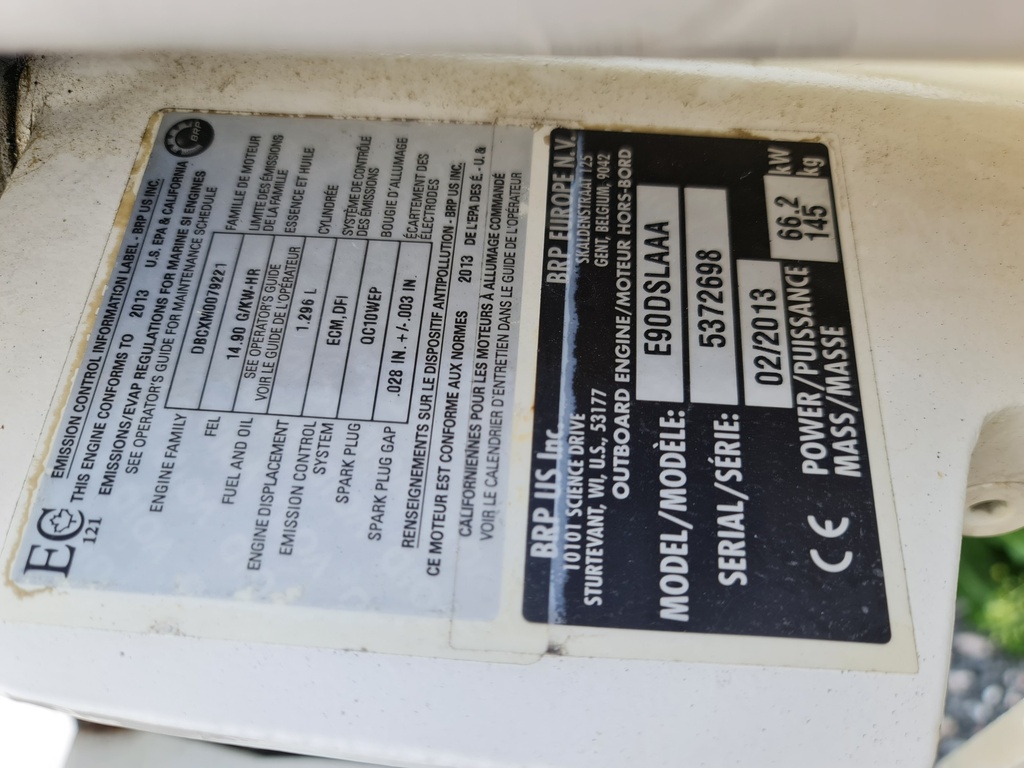 EMISSION CONTROL INFORMATION LABEL - BRP US INC.
BRP
EC
121
THIS ENGINE CONFORMS TO 2013 U.S. EPA & CALIFORNIA
EMISSIONS/EVAP REGULATIONS FOR MARINE SI ENGINES
SEE OPERATOR'S GUIDE FOR MAINTENANCE SCHEDULE
ENGINE FAMILY DBCXM0079221 FAMILLE DE MOTEUR
FEL 14.90 G/KW-HR LIMITE DES ÉMISSIONS
DE LA FAMILLE
FUEL AND OIL SEE OPERATOR'S GUIDE ESSENCE ET HUILE
VOIR LE GUIDE DE L'OPÉRATEUR
ENGINE DISPLACEMENT 1.296 L CYLINDRÉE
EMISSION CONTROL SYSTEM ECM,DFI SYSTÈME DE CONTRÔLE
DES ÉMISSIONS
SPARK PLUG QC10WEP BOUGIE D'ALLUMAGE
SPARK PLUG GAP .028 IN. +/-.003 IN. ÉCARTEMENT DES
ÉLECTRODES
RENSEIGNEMENTS SUR LE DISPOSITIF ANTIPOLLUTION - BRP US INC.
CE MOTEUR EST CONFORME AUX NORMES 2013 DE L'EPA DES É.-U. &
CALIFORNIENNES POUR LES MOTEURS À ALLUMAGE COMMANDÉ
VOIR LE CALENDRIER D'ENTRETIEN DANS LE GUIDE DE L'OPÉRATEUR
BRP US Inc. BRP EUROPE N.V.
10101 SCIENCE DRIVE SKALDENSTRAAT 125
STURTEVANT, WI, U.S., 53177 GENT, BELGIUM, 9042
OUTBOARD ENGINE/MOTEUR HORS-BORD
MODEL/MODÈLE: E90DSLAAA
SERIAL/SÉRIE: 5372698
02/2013
CE POWER/PUISSANCE 66.2 kW
MASS/MASSE 145 kg